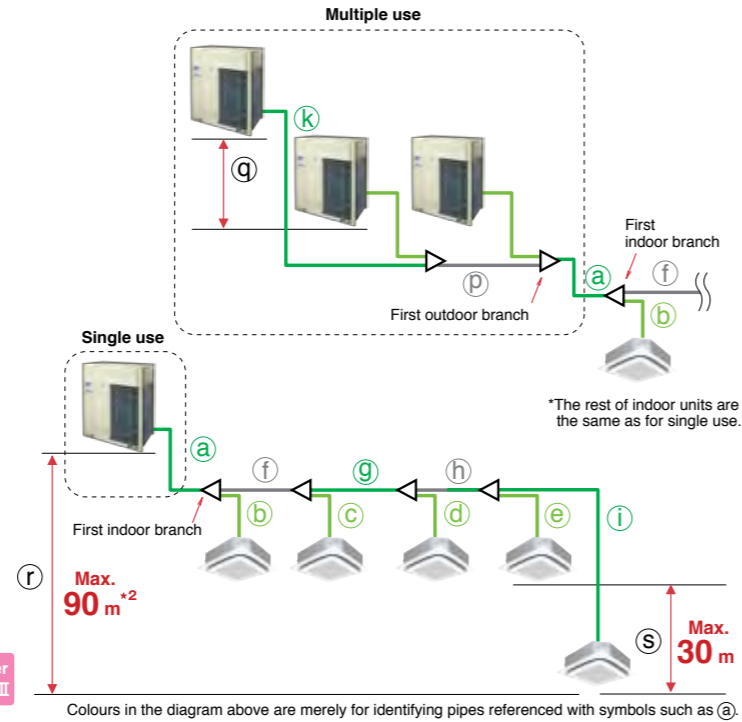 Multiple use
ⓚ
ⓠ
First
indoor branch
ⓐ
ⓕ
ⓟ
First outdoor branch
ⓑ
Single use
*The rest of indoor units are
the same as for single use.
ⓐ
ⓕ
ⓖ
ⓗ
First indoor branch
ⓑ
ⓒ
ⓓ
ⓔ
ⓘ
ⓡ
Max.
90 m*2
ⓢ
Max.
30 m
er
II
Colours in the diagram above are merely for identifying pipes referenced with symbols such as ⓐ.